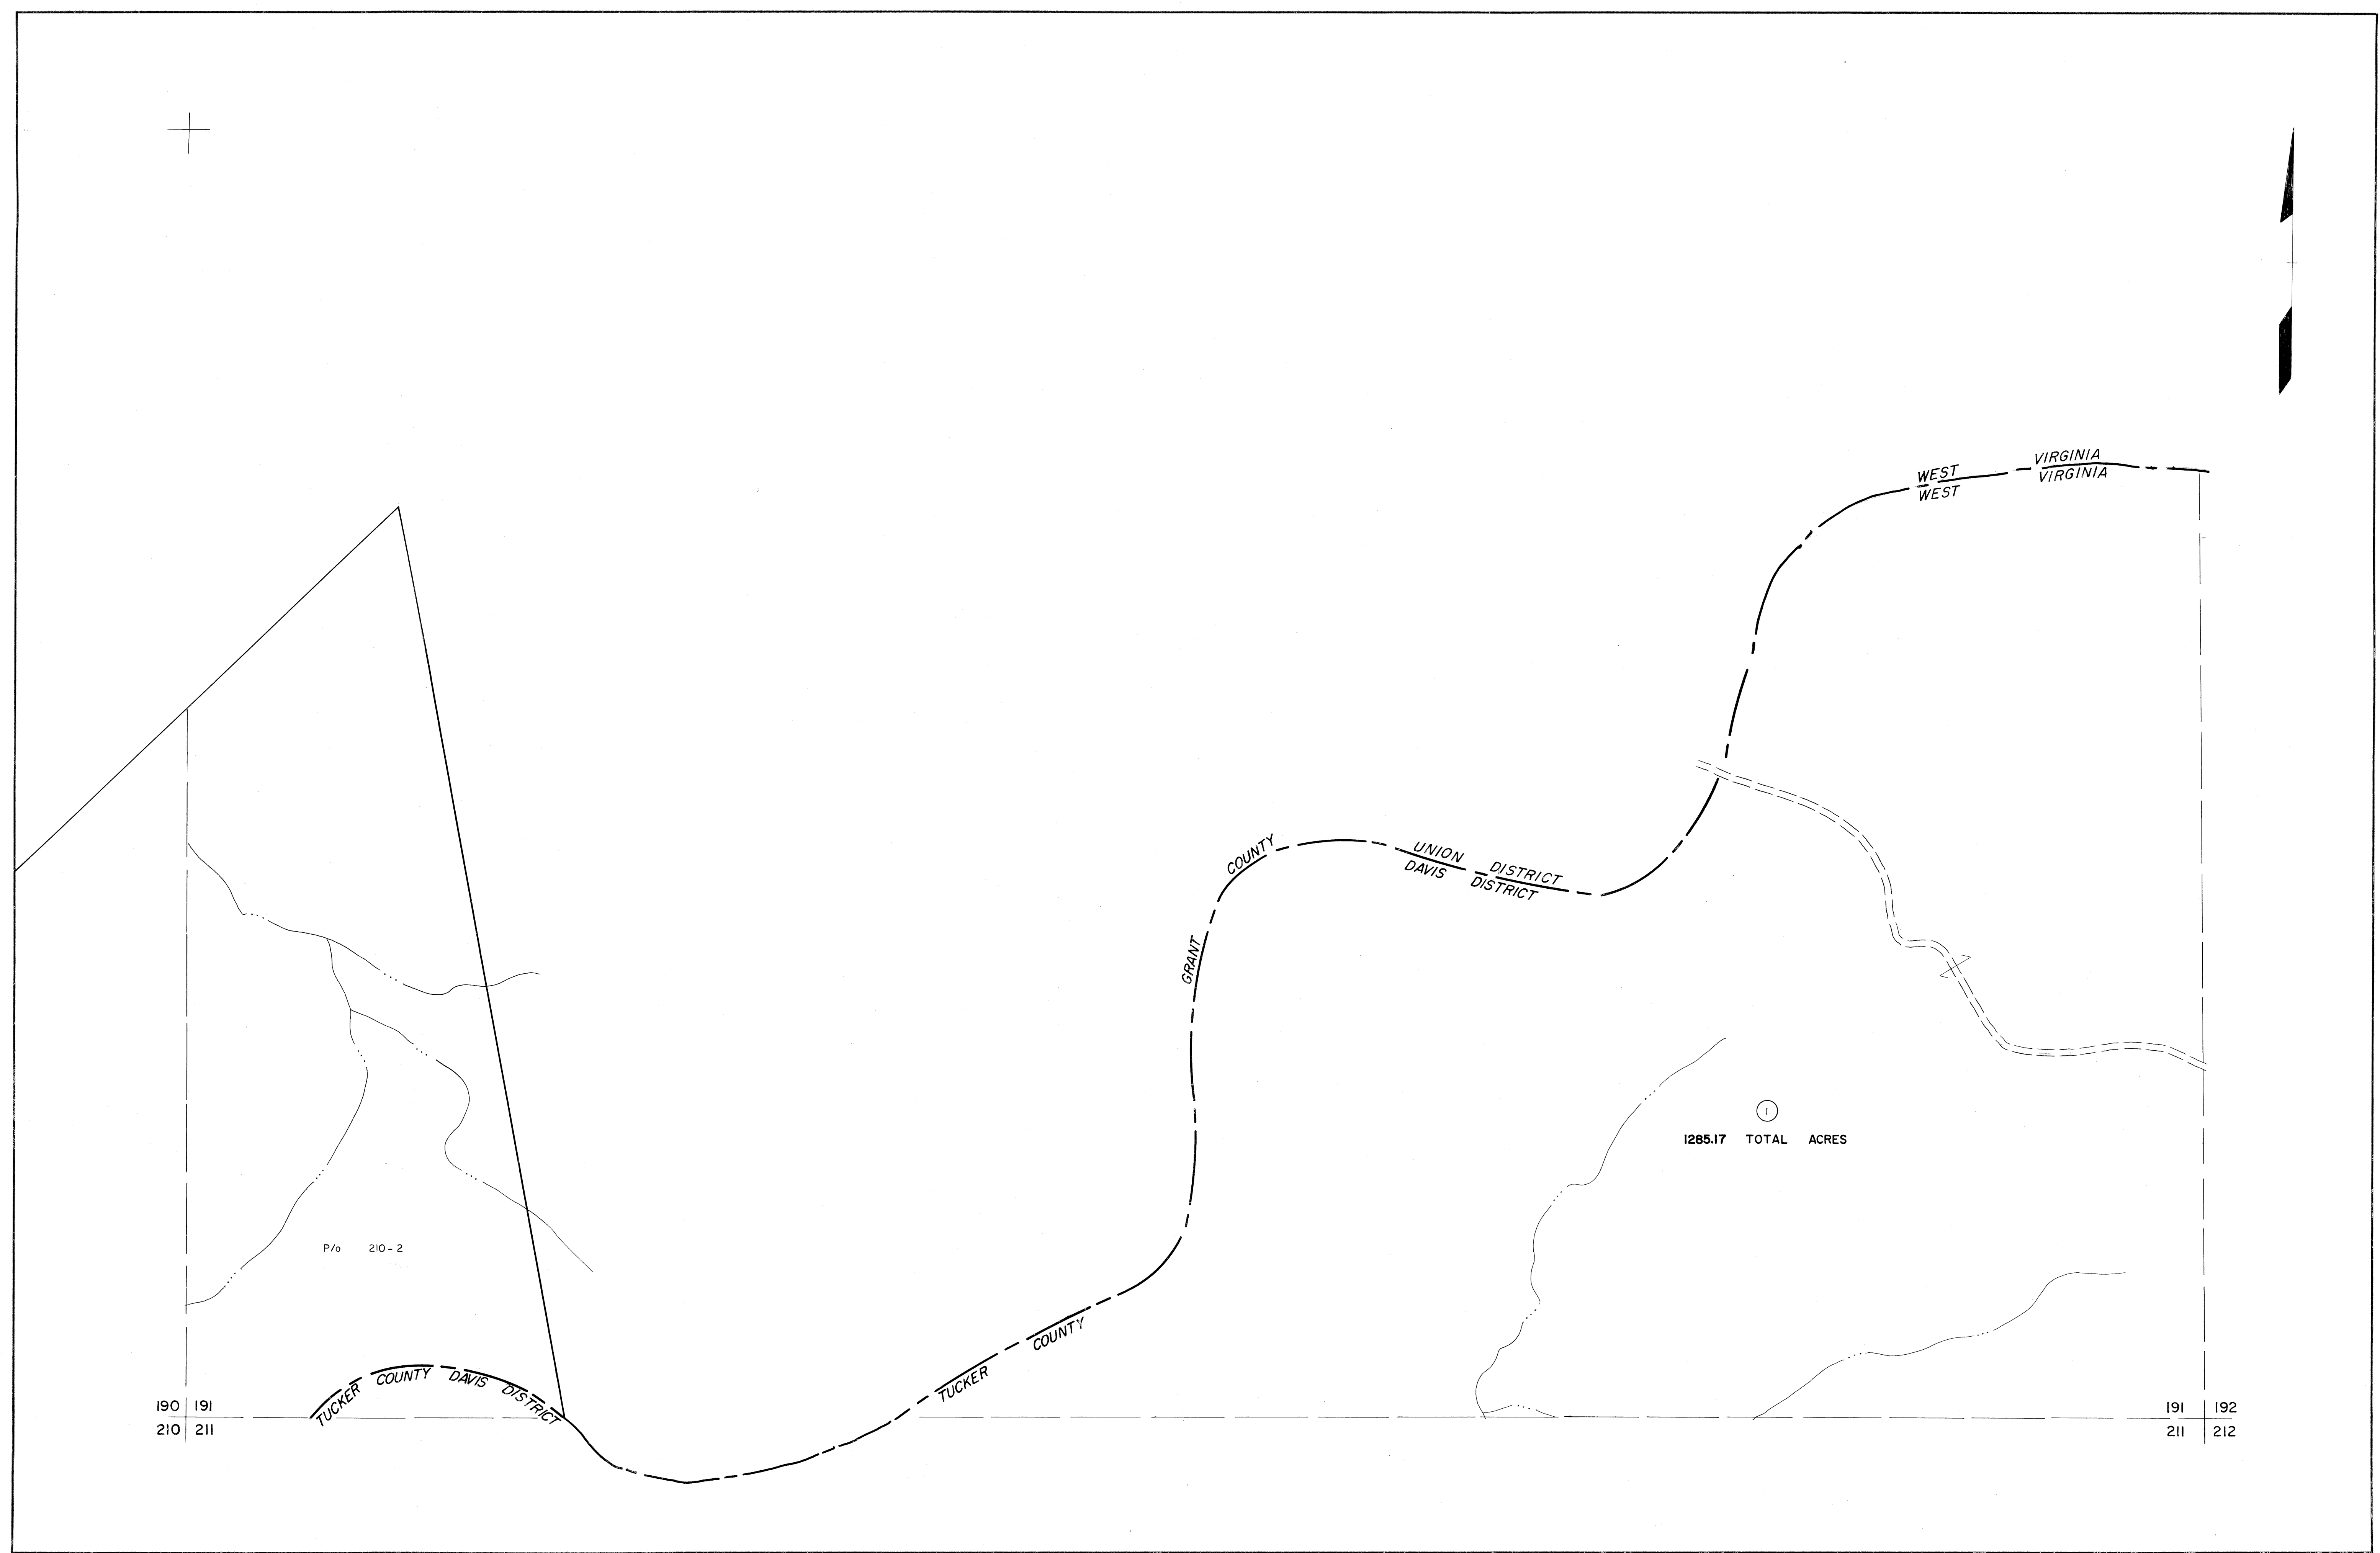 WEST VIRGINIA
WEST VIRGINIA
COUNTY
UNION DISTRICT
DAVIS DISTRICT
GRANT
1
1285.17 TOTAL ACRES
P/o 210-2
COUNTY
TUCKER
TUCKER COUNTY DAVIS DISTRICT
190 191
210 211
191 192
211 212